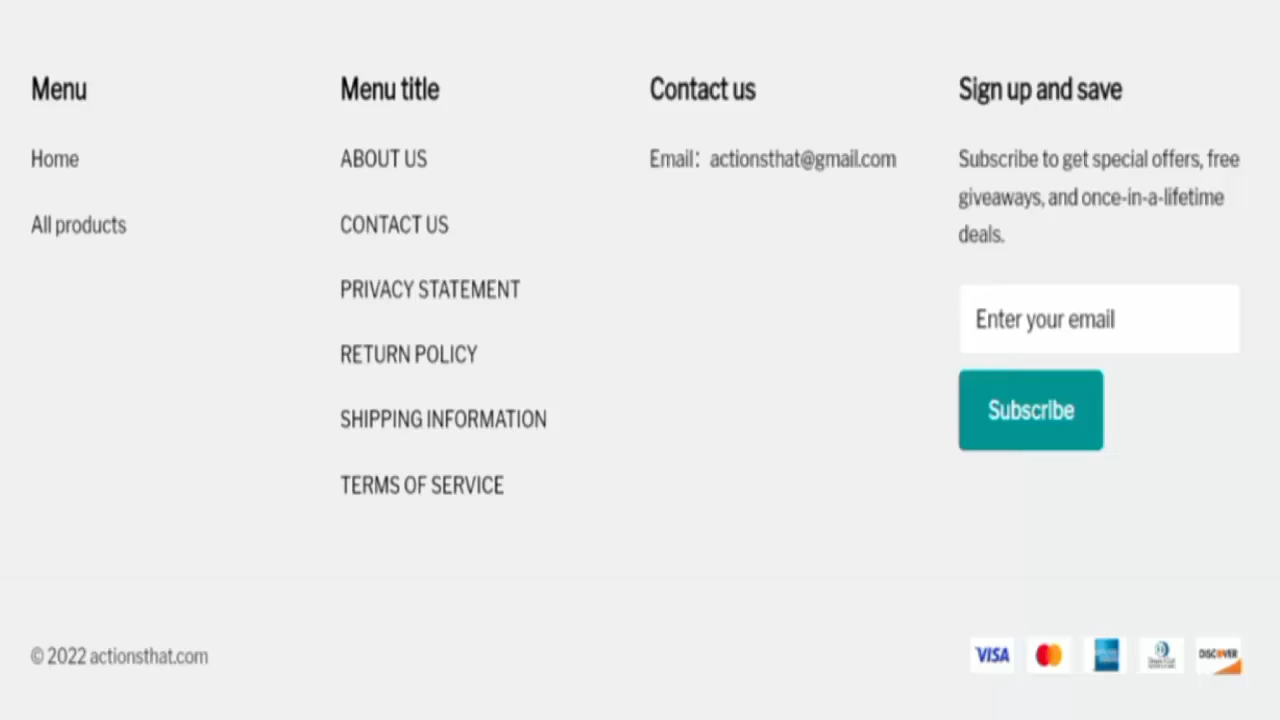 Menu
Home
All products
Menu title
ABOUT US
CONTACT US
PRIVACY STATEMENT
RETURN POLICY
SHIPPING INFORMATION
TERMS OF SERVICE
Contact us
Email：actionsthat@gmail.com
Sign up and save
Subscribe to get special offers, free
giveaways, and once-in-a-lifetime
deals.
Enter your email
Subscribe
© 2022 actionsthat.com
VISA
DISCOVER